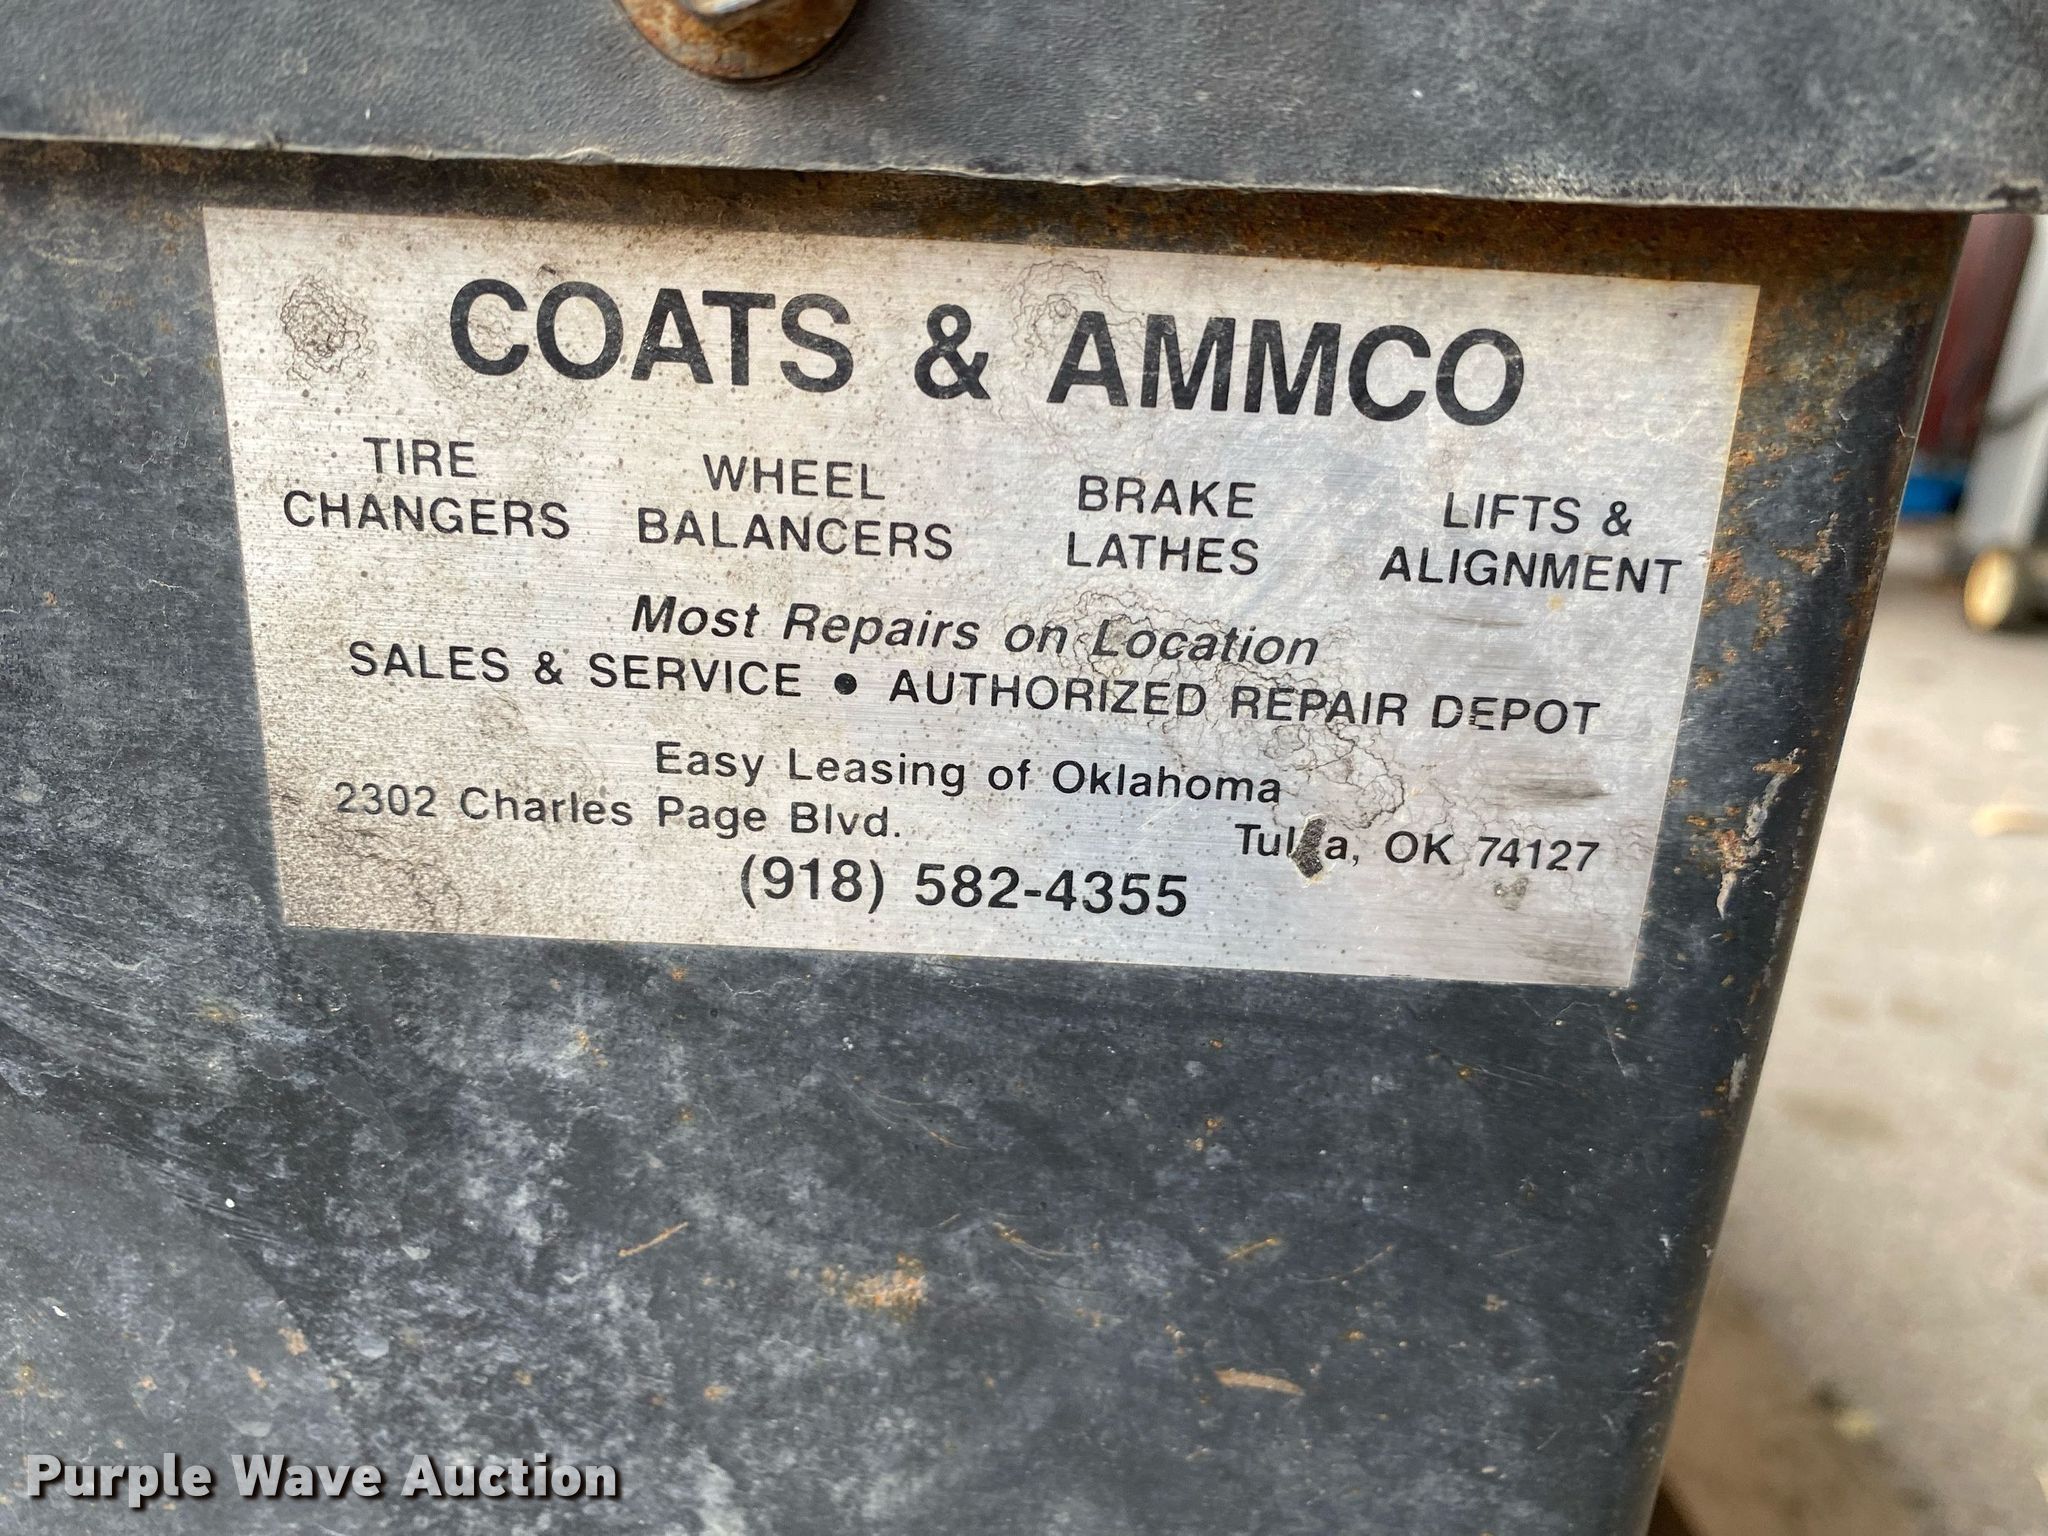 COATS & AMMCO
TIRE CHANGERS
WHEEL BALANCERS
BRAKE LATHES
LIFTS & ALIGNMENT
Most Repairs on Location
SALES & SERVICE • AUTHORIZED REPAIR DEPOT
Easy Leasing of Oklahoma
2302 Charles Page Blvd. Tulsa, OK 74127
(918) 582-4355
Purple Wave Auction